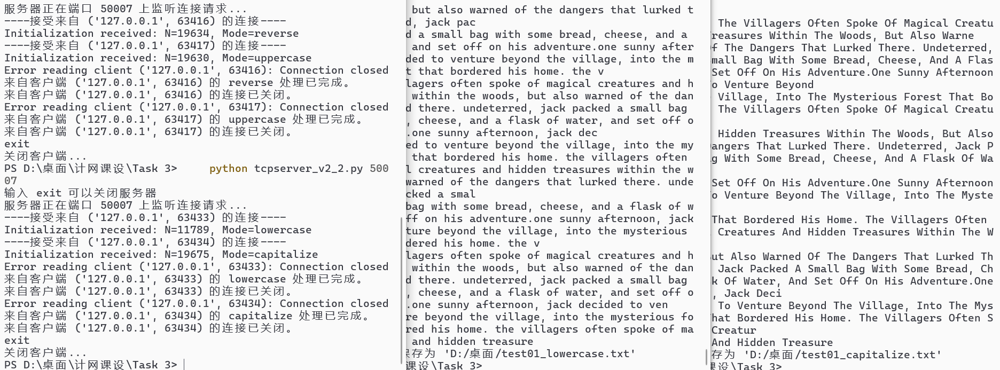 服务器正在端口 50007 上监听连接请求...
----接受来自 ('127.0.0.1', 63416) 的连接----
Initialization received: N=19634, Mode=reverse
----接受来自 ('127.0.0.1', 63417) 的连接----
Initialization received: N=19630, Mode=uppercase
Error reading client ('127.0.0.1', 63416): Connection closed
来自客户端 ('127.0.0.1', 63416) 的 reverse 处理已完成。
来自客户端 ('127.0.0.1', 63416) 的连接已关闭。
Error reading client ('127.0.0.1', 63417): Connection closed
来自客户端 ('127.0.0.1', 63417) 的 uppercase 处理已完成。
来自客户端 ('127.0.0.1', 63417) 的连接已关闭。
exit
关闭客户端...
PS D:\桌面\计网课设\Task 3> python tcpserver_v2_2.py 500
07
输入 exit 可以关闭服务器
服务器正在端口 50007 上监听连接请求...
----接受来自 ('127.0.0.1', 63433) 的连接----
Initialization received: N=11789, Mode=lowercase
----接受来自 ('127.0.0.1', 63434) 的连接----
Initialization received: N=19675, Mode=capitalize
Error reading client ('127.0.0.1', 63433): Connection closed
来自客户端 ('127.0.0.1', 63433) 的 lowercase 处理已完成。
来自客户端 ('127.0.0.1', 63433) 的连接已关闭。
Error reading client ('127.0.0.1', 63434): Connection closed
来自客户端 ('127.0.0.1', 63434) 的 capitalize 处理已完成。
来自客户端 ('127.0.0.1', 63434) 的连接已关闭。
exit
关闭客户端...
PS D:\桌面\计网课设\Task 3>
but also warned of the dangers that lurked t
d, jack pac
d a small bag with some bread, cheese, and a
and set off on his adventure.one sunny after
ded to venture beyond the village, into the m
t that bordered his home. the v
lagers often spoke of magical creatures and h
within the woods, but also warned of the dan
d there. undeterred, jack packed a small bag
, cheese, and a flask of water, and set off o
.one sunny afternoon, jack dec
ed to venture beyond the village, into the my
that bordered his home. the villagers often
l creatures and hidden treasures within the w
warned of the dangers that lurked there. unde
cked a smal
bag with some bread, cheese, and a flask of w
ff on his adventure.one sunny afternoon, jack
ture beyond the village, into the mysterious
dered his home. the v
lagers often spoke of magical creatures and h
within the woods, but also warned of the dan
d there. undeterred, jack packed a small bag
, cheese, and a flask of water, and set off o
.one sunny afternoon, jack decided to ven
re beyond the village, into the mysterious fo
red his home. the villagers often spoke of ma
and hidden treasure
存为 'D:/桌面/test01_lowercase.txt'
课设\Task 3>
The Villagers Often Spoke Of Magical Creatu
reasures Within The Woods, But Also Warne
f The Dangers That Lurked There. Undeterred,
mall Bag With Some Bread, Cheese, And A Flas
Set Off On His Adventure.One Sunny Afternoon
o Venture Beyond
Village, Into The Mysterious Forest That Bo
The Villagers Often Spoke Of Magical Creatu
Hidden Treasures Within The Woods, But Also
angers That Lurked There. Undeterred, Jack P
g With Some Bread, Cheese, And A Flask Of Wa
Set Off On His Adventure.One Sunny Afternoon
o Venture Beyond The Village, Into The Myste
That Bordered His Home. The Villagers Often
Creatures And Hidden Treasures Within The W
ut Also Warned Of The Dangers That Lurked Th
Jack Packed A Small Bag With Some Bread, Ch
k Of Water, And Set Off On His Adventure.One
, Jack Deci
To Venture Beyond The Village, Into The Mys
hat Bordered His Home. The Villagers Often S
Creatur
And Hidden Treasure
存为 'D:/桌面/test01_capitalize.txt'
课设\Task 3>